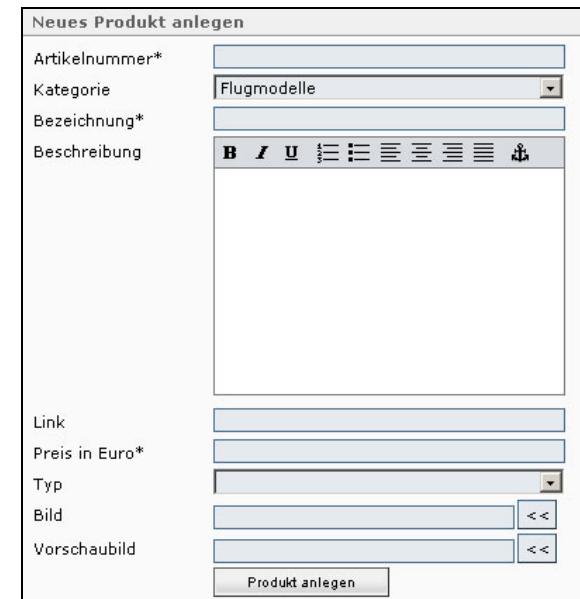 Neues Produkt anlegen
Artikelnummer*
Kategorie Flugmodelle
Bezeichnung*
Beschreibung B I U
Link
Preis in Euro*
Typ
Bild <<
Vorschaubild <<
Produkt anlegen